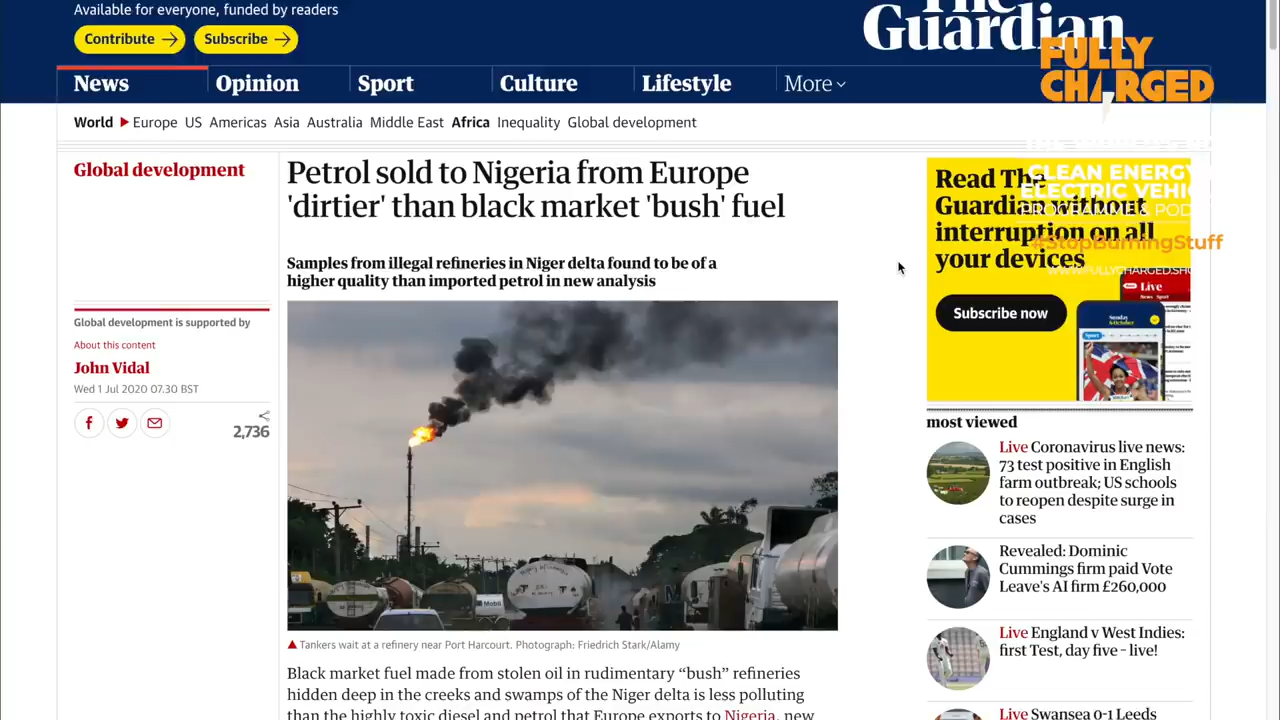 Available for everyone, funded by readers
Contribute
Subscribe
The
Guardian
FULLY
CHARGED
News
Opinion
Sport
Culture
Lifestyle
More
World
Europe US Americas Asia Australia Middle East Africa Inequality Global development
Global development
Petrol sold to Nigeria from Europe
'dirtier' than black market 'bush' fuel
Samples from illegal refineries in Niger delta found to be of a
higher quality than imported petrol in new analysis
Global development is supported by
About this content
John Vidal
Wed 1 Jul 2020 07.30 BST
2,736
Mobil
Tankers wait at a refinery near Port Harcourt. Photograph: Friedrich Stark/Alamy
Black market fuel made from stolen oil in rudimentary “bush” refineries
hidden deep in the creeks and swamps of the Niger delta is less polluting
than the highly toxic diesel and petrol that Europe exports to Nigeria, new
Read The
Guardian without
interruption on all
your devices
Subscribe now
CLEAN ENERGY
ELECTRIC VEHIC
PROGRAMME & POD
#StopBurningStuff
WWW.FULLYCHARGED.SHO
Live
Sunday
Sport
most viewed
Live Coronavirus live news:
73 test positive in English
farm outbreak; US schools
to reopen despite surge in
cases
Revealed: Dominic
Cummings firm paid Vote
Leave's AI firm £260,000
Live England v West Indies:
first Test, day five – live!
Live Swansea 0-1 Leeds